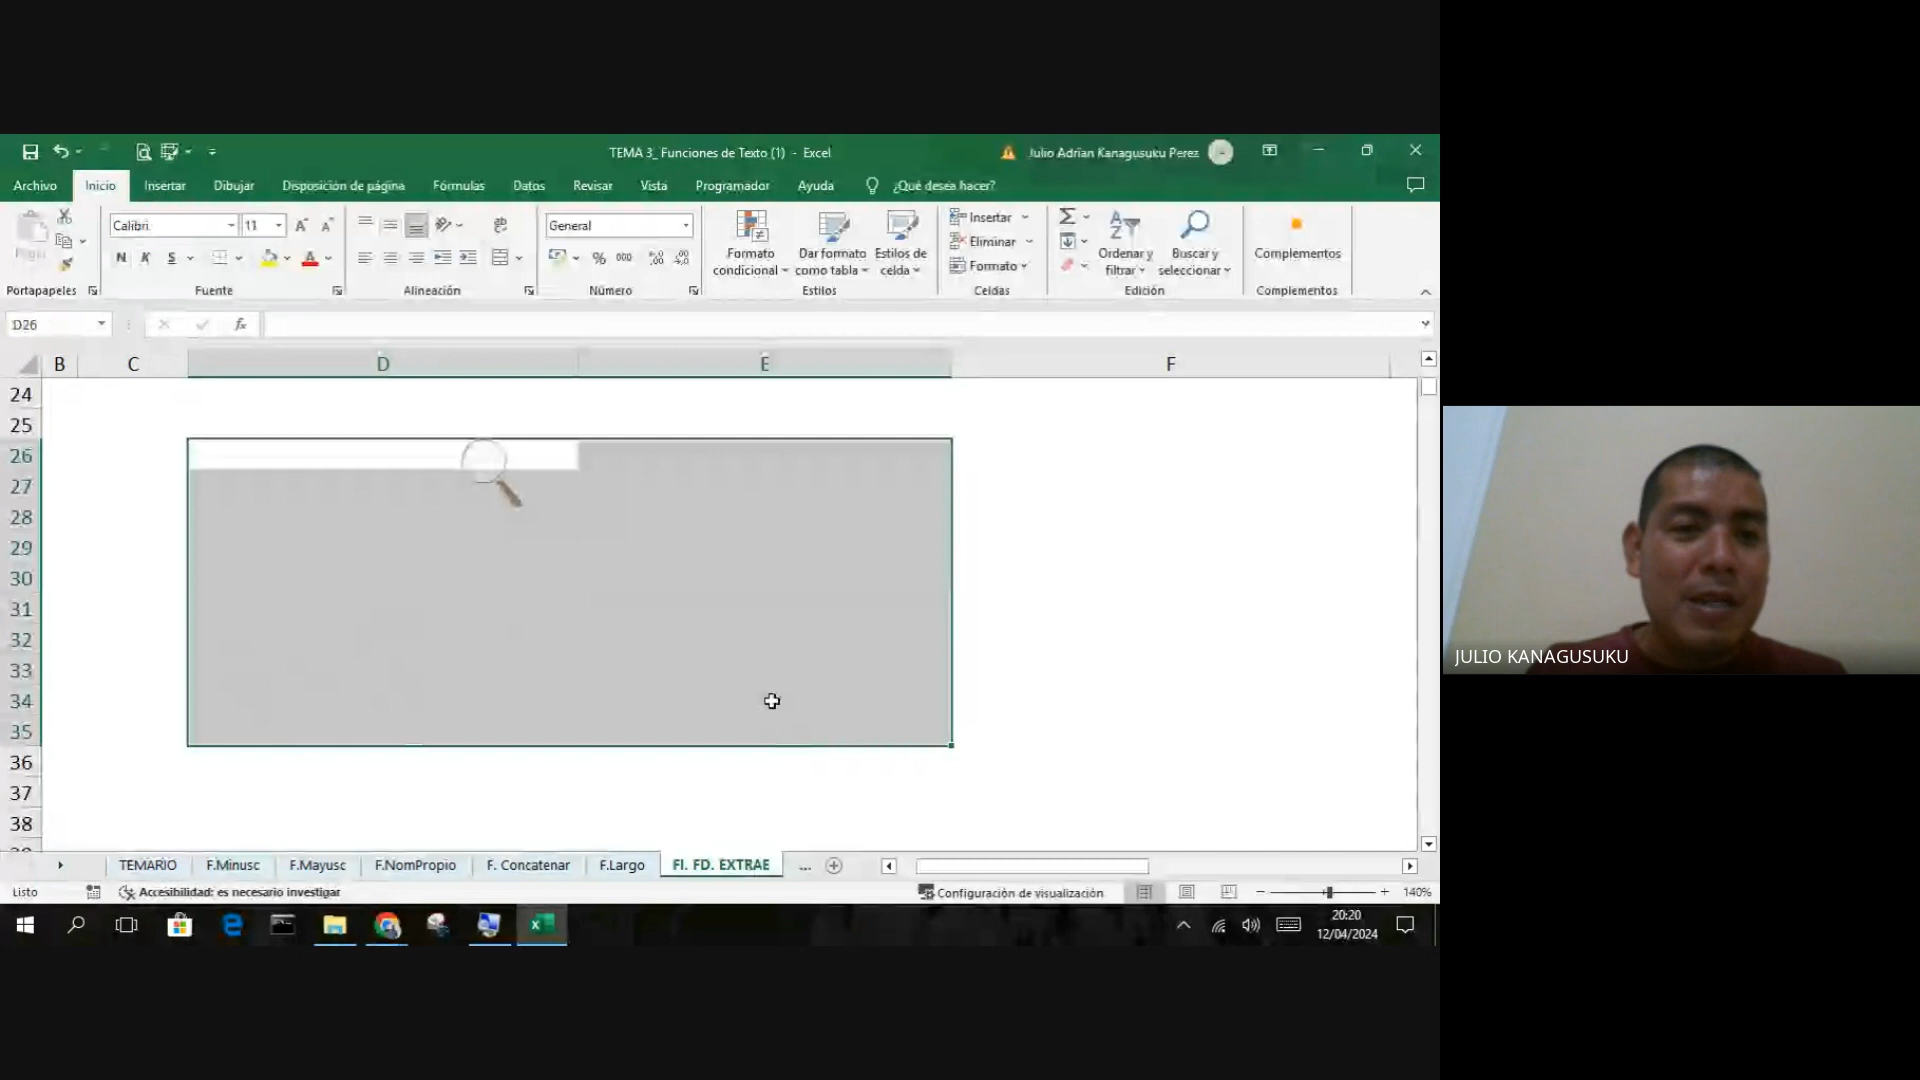 TEMA 3_ Funciones de Texto (1) - Excel
Julio Adrian Kanagusuku Perez
Archivo Inicio Insertar Dibujar Disposición de página Fórmulas Datos Revisar Vista Programador Ayuda ¿Qué desea hacer?
Calibri 11 General
N K S
% 000
Formato condicional
Dar formato como tabla
Estilos de celda
Insertar
Eliminar
Formato
Ordenar y filtrar
Buscar y seleccionar
Complementos
Portapapeles Fuente Alineación Número Estilos Celdas Edición Complementos
D26 fx
B C D E F
24
25
26
27
28
29
30
31
32
33
34
35
36
37
38
TEMARIO F.Minusc F.Mayusc F.NomPropio F. Concatenar F.Largo FI. FD. EXTRAE ...
Listo Accesibilidad: es necesario investigar Configuración de visualización 140%
20:20
12/04/2024
JULIO KANAGUSUKU